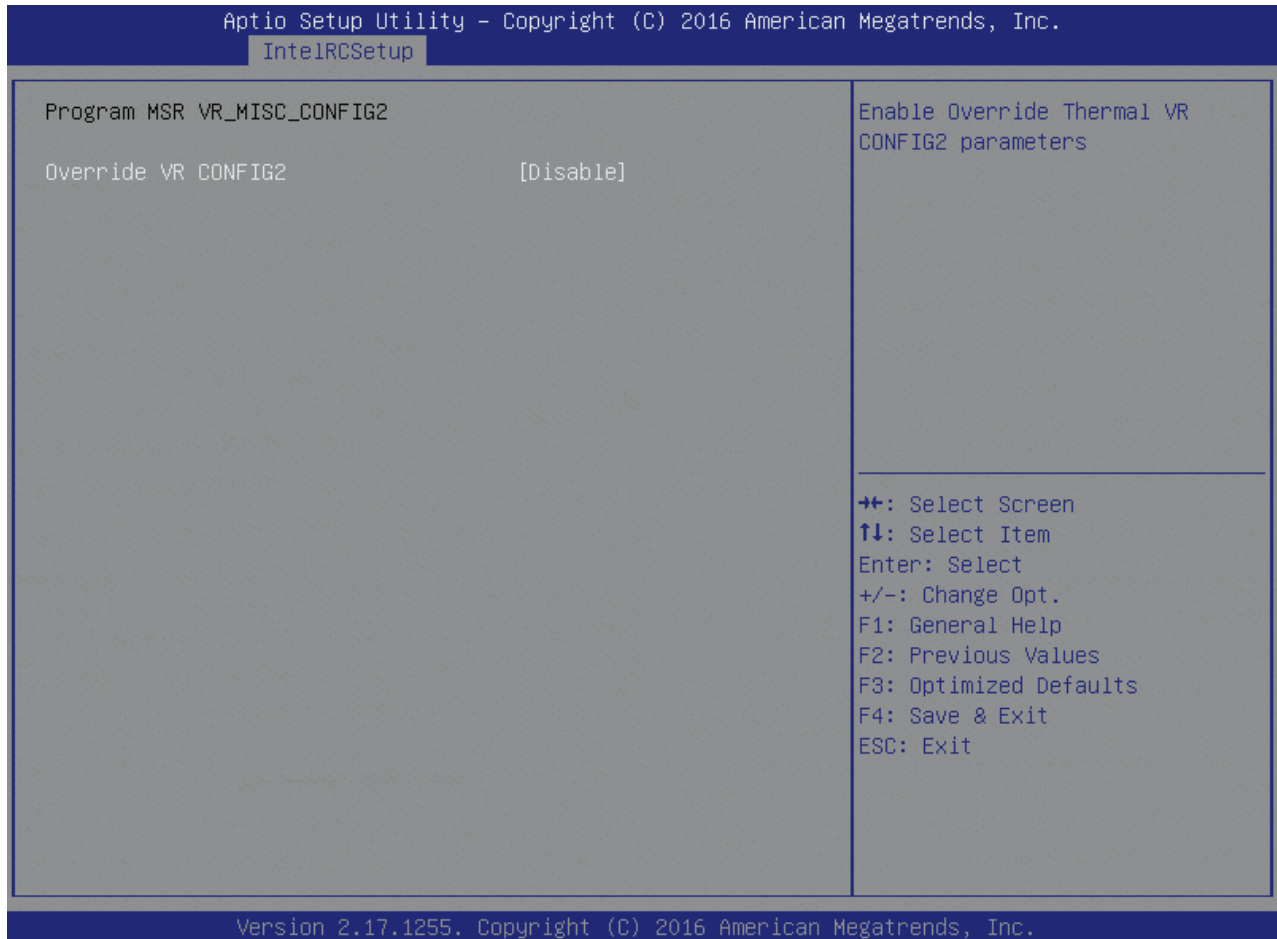 Aptio Setup Utility – Copyright (C) 2016 American Megatrends, Inc.
IntelRCSetup
Program MSR VR_MISC_CONFIG2
Override VR CONFIG2 [Disable]
Enable Override Thermal VR
CONFIG2 parameters
→←: Select Screen
↑↓: Select Item
Enter: Select
+/-: Change Opt.
F1: General Help
F2: Previous Values
F3: Optimized Defaults
F4: Save & Exit
ESC: Exit
Version 2.17.1255. Copyright (C) 2016 American Megatrends, Inc.